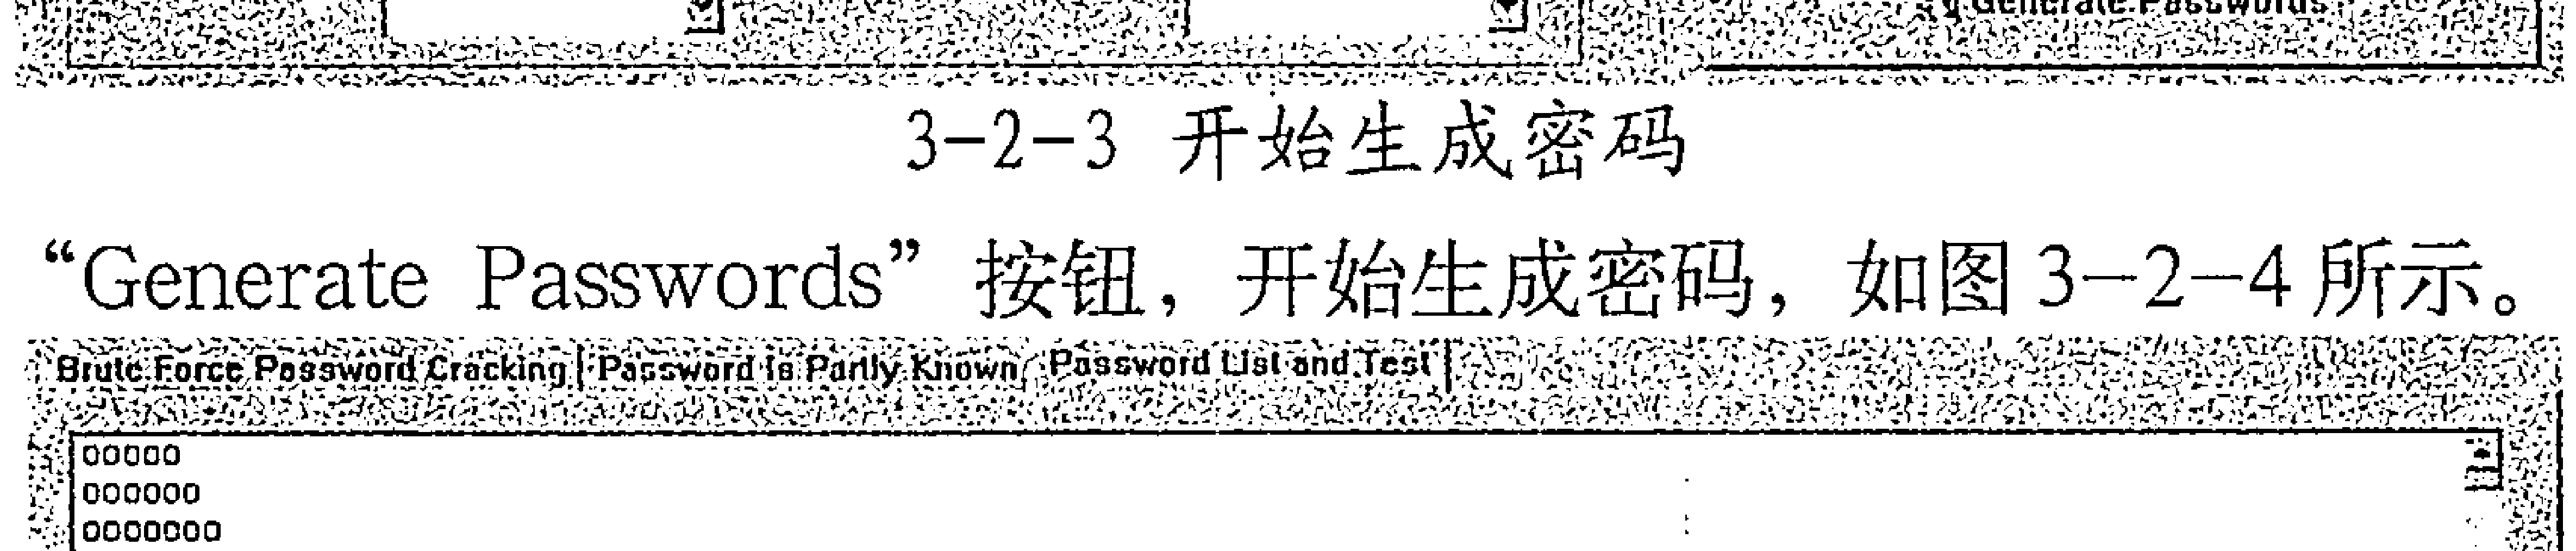 Generate Passwords
3-2-3 开始生成密码
“Generate Passwords”按钮，开始生成密码，如图 3-2-4 所示。
Brute Force Password Cracking | Password is Partly Known Password List and Test |
00000
000000
0000000